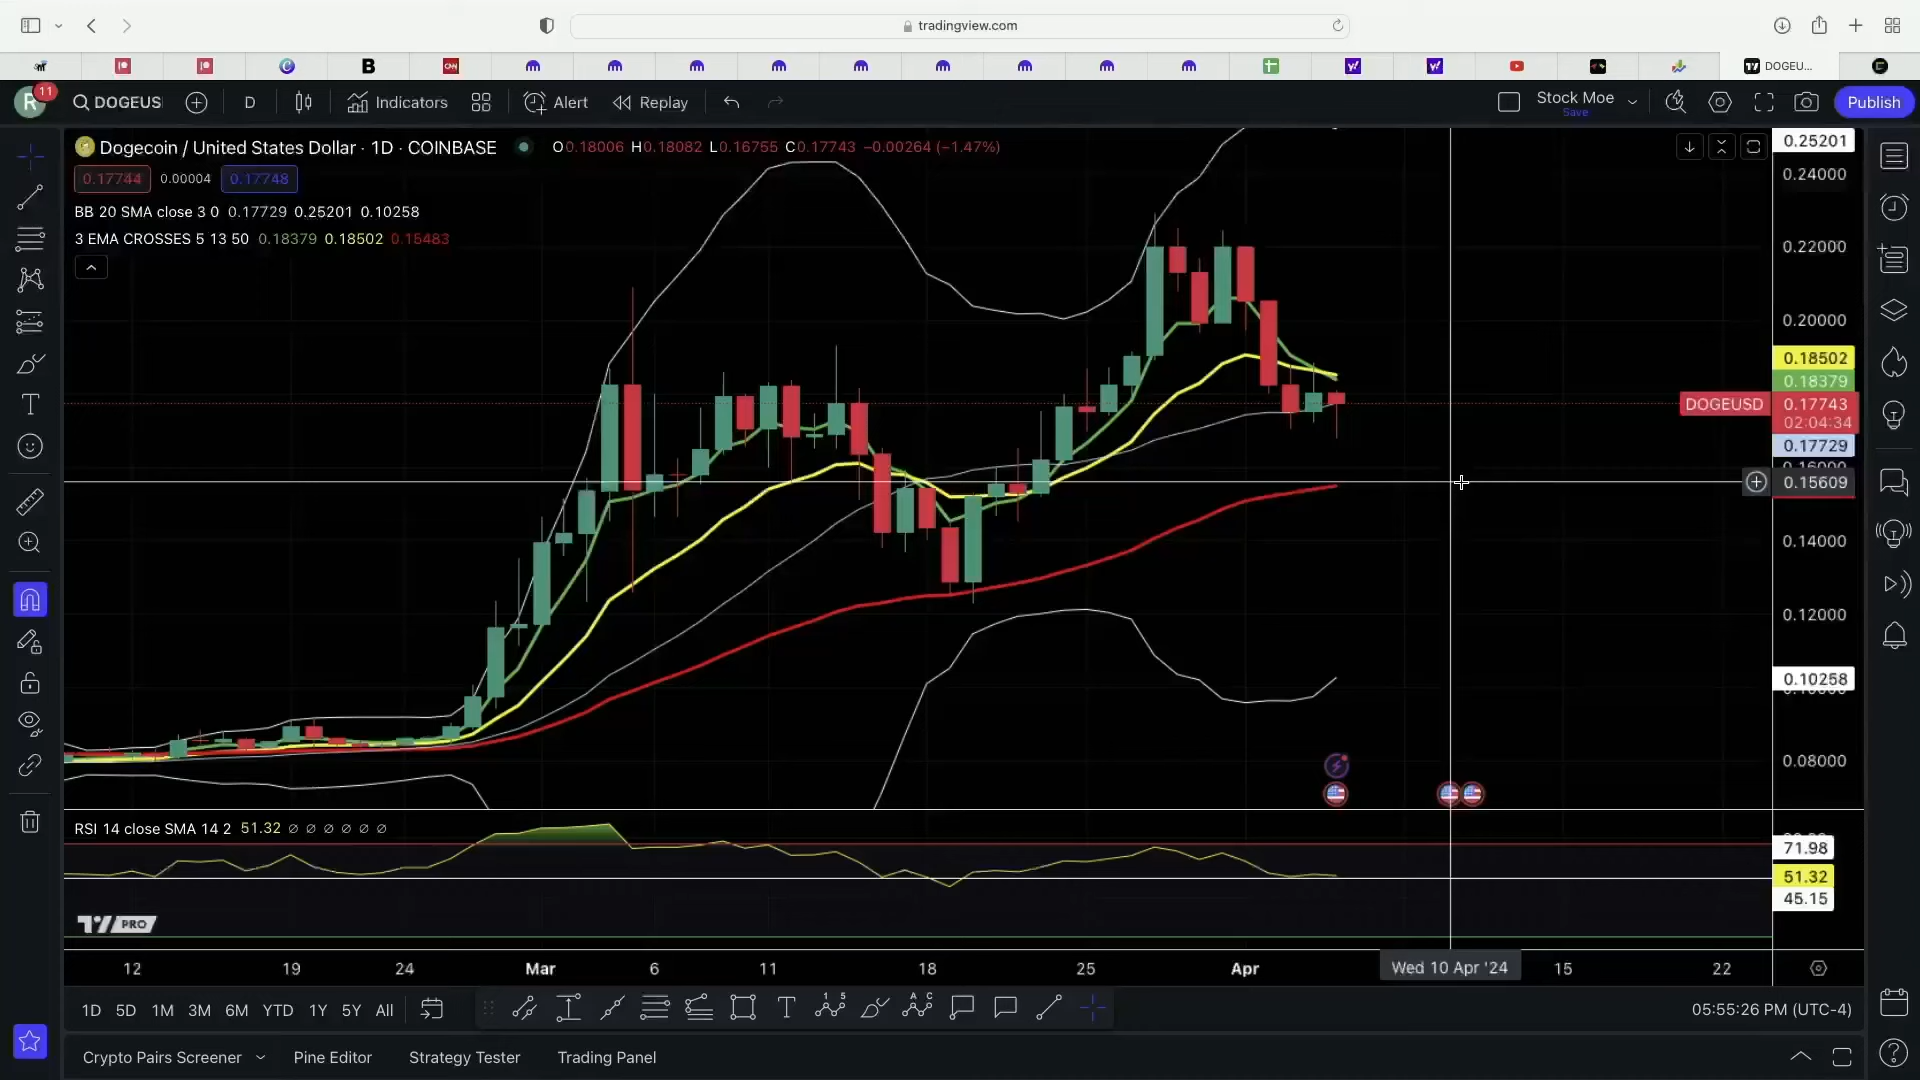 tradingview.com
DOGEU...
R 11 DOGEUS D Indicators Alert Replay Stock Moe Save Publish
Dogecoin / United States Dollar · 1D · COINBASE O0.18006 H0.18082 L0.16755 C0.17743 −0.00264 (−1.47%)
0.17744 0.00004 0.17748
BB 20 SMA close 3 0 0.17729 0.25201 0.10258
3 EMA CROSSES 5 13 50 0.18379 0.18502 0.15483
0.25201
0.24000
0.22000
0.20000
0.18502
0.18379
DOGEUSD 0.17743
02:04:34
0.17729
0.16000
0.15609
0.14000
0.12000
0.10258
0.10000
0.08000
RSI 14 close SMA 14 2 51.32 ∅ ∅ ∅ ∅ ∅ ∅
71.98
51.32
45.15
PRO
12 19 24 Mar 6 11 18 25 Apr Wed 10 Apr '24 15 22
1D 5D 1M 3M 6M YTD 1Y 5Y All 05:55:26 PM (UTC-4)
Crypto Pairs Screener Pine Editor Strategy Tester Trading Panel